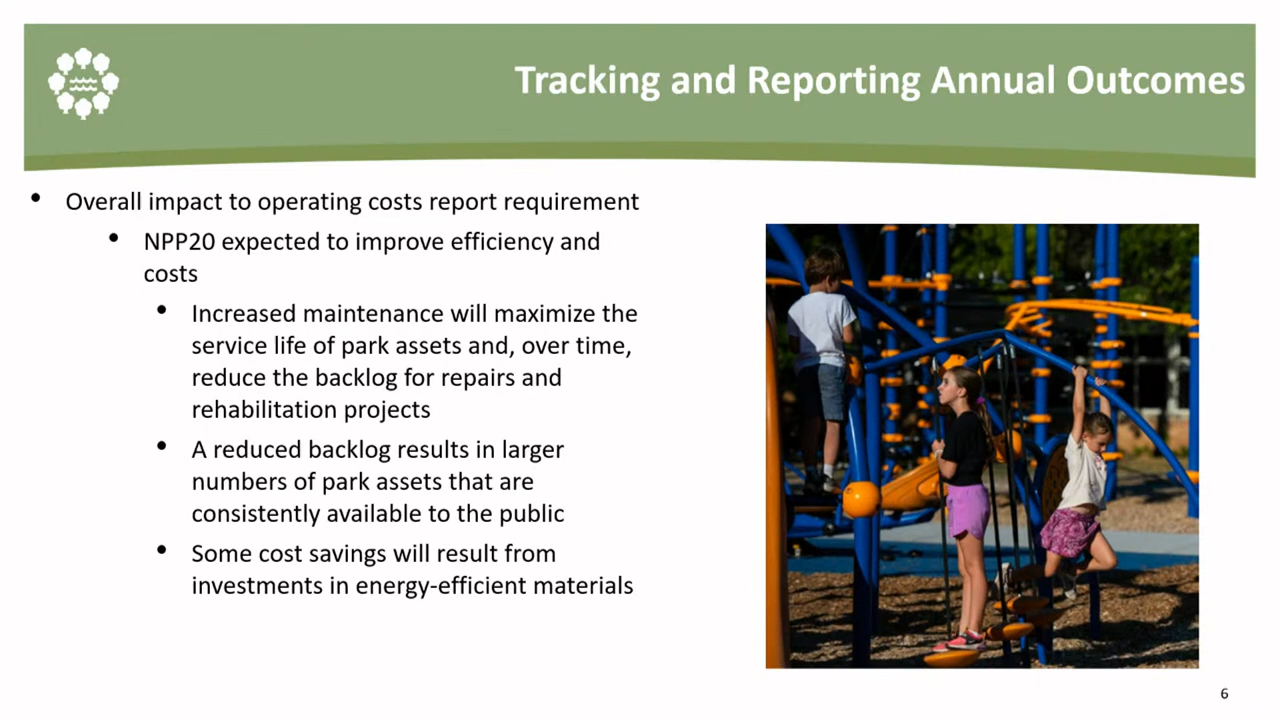 Tracking and Reporting Annual Outcomes
• Overall impact to operating costs report requirement
• NPP20 expected to improve efficiency and
costs
• Increased maintenance will maximize the
service life of park assets and, over time,
reduce the backlog for repairs and
rehabilitation projects
• A reduced backlog results in larger
numbers of park assets that are
consistently available to the public
• Some cost savings will result from
investments in energy-efficient materials
6